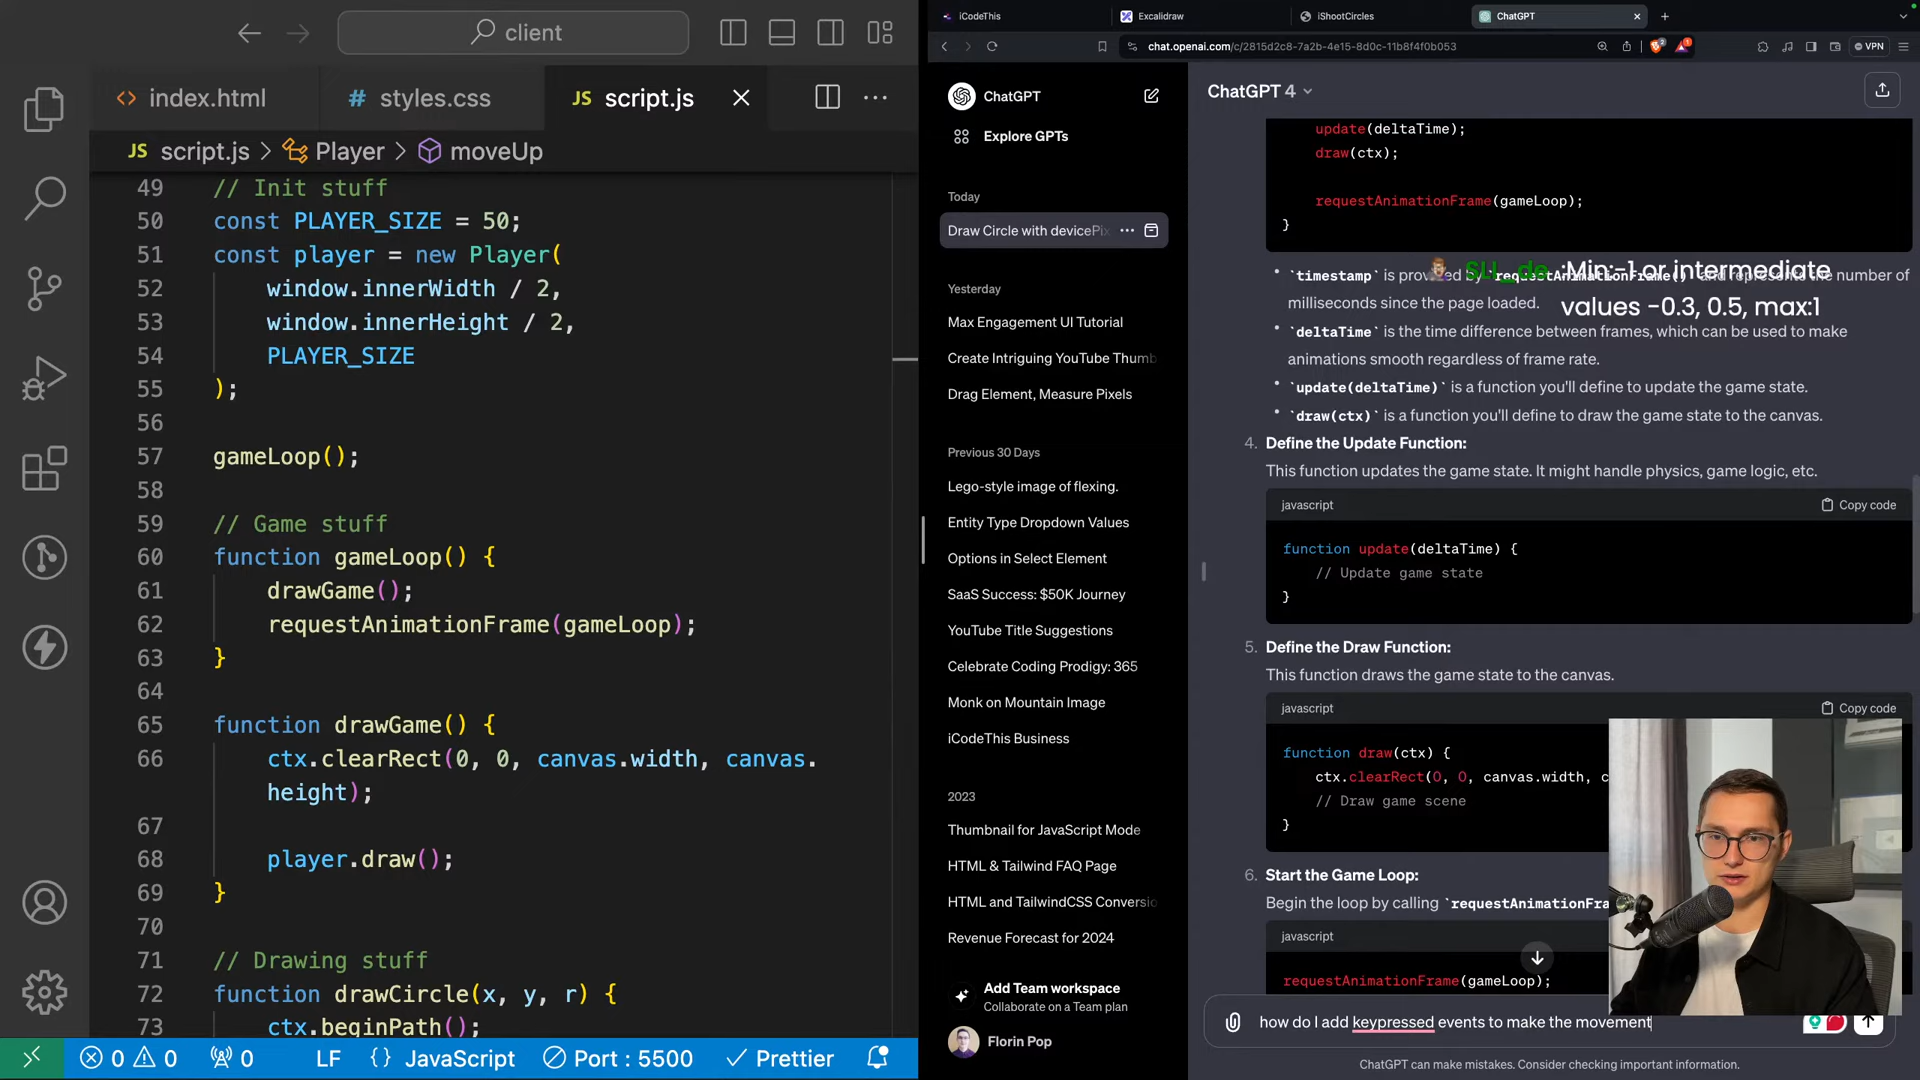 client
index.html
styles.css
script.js
script.js > Player > moveUp
49 // Init stuff
50 const PLAYER_SIZE = 50;
51 const player = new Player(
52 window.innerWidth / 2,
53 window.innerHeight / 2,
54 PLAYER_SIZE
55 );
56
57 gameLoop();
58
59 // Game stuff
60 function gameLoop() {
61 drawGame();
62 requestAnimationFrame(gameLoop);
63 }
64
65 function drawGame() {
66 ctx.clearRect(0, 0, canvas.width, canvas.
height);
67
68 player.draw();
69 }
70
71 // Drawing stuff
72 function drawCircle(x, y, r) {
73 ctx.beginPath();
0 0 0 LF {} JavaScript Port : 5500 Prettier
iCodeThis
Excalidraw
iShootCircles
ChatGPT
chat.openai.com/c/2815d2c8-7a2b-4e15-8d0c-11b8f4f0b053
VPN
ChatGPT
Explore GPTs
Today
Draw Circle with devicePix
Yesterday
Max Engagement UI Tutorial
Create Intriguing YouTube Thumb
Drag Element, Measure Pixels
Previous 30 Days
Lego-style image of flexing.
Entity Type Dropdown Values
Options in Select Element
SaaS Success: $50K Journey
YouTube Title Suggestions
Celebrate Coding Prodigy: 365
Monk on Mountain Image
iCodeThis Business
2023
Thumbnail for JavaScript Mode
HTML & Tailwind FAQ Page
HTML and TailwindCSS Conversio
Revenue Forecast for 2024
Add Team workspace
Collaborate on a Team plan
Florin Pop
ChatGPT 4
update(deltaTime);
draw(ctx);
requestAnimationFrame(gameLoop);
}
SLL_de :Min:-1 or intermediate
values -0.3, 0.5, max:1
`timestamp` is provided by `requestAnimationFrame()` and represents the number of
milliseconds since the page loaded.
`deltaTime` is the time difference between frames, which can be used to make
animations smooth regardless of frame rate.
`update(deltaTime)` is a function you'll define to update the game state.
`draw(ctx)` is a function you'll define to draw the game state to the canvas.
4. Define the Update Function:
This function updates the game state. It might handle physics, game logic, etc.
javascript
Copy code
function update(deltaTime) {
// Update game state
}
5. Define the Draw Function:
This function draws the game state to the canvas.
javascript
Copy code
function draw(ctx) {
ctx.clearRect(0, 0, canvas.width, c
// Draw game scene
}
6. Start the Game Loop:
Begin the loop by calling `requestAnimationFra
javascript
requestAnimationFrame(gameLoop);
how do I add keypressed events to make the movement
ChatGPT can make mistakes. Consider checking important information.